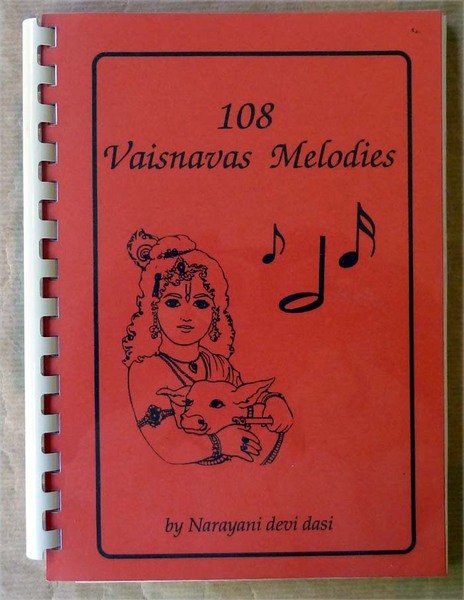 108
Vaisnavas Melodies
by Narayani devi dasi